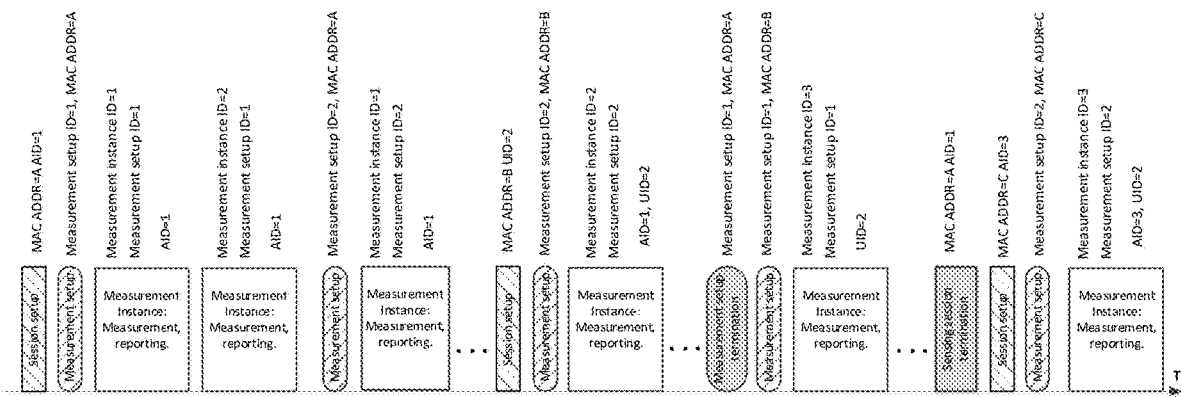 MAC ADDR=A AID=1
Measurement setup ID=1, MAC ADDR=A
Measurement instance ID=1
Measurement setup ID=1
AID=1
Measurement instance ID=2
Measurement setup ID=1
AID=1
Measurement setup ID=2, MAC ADDR=A
Measurement instance ID=1
Measurement setup ID=2
AID=1
MAC ADDR=B UID=2
Measurement setup ID=2, MAC ADDR=B
Measurement instance ID=2
Measurement setup ID=2
AID=1, UID=2
Measurement setup ID=1, MAC ADDR=A
Measurement setup ID=1, MAC ADDR=B
Measurement instance ID=3
Measurement setup ID=1
UID=2
MAC ADDR=A AID=1
MAC ADDR=C AID=3
Measurement setup ID=2, MAC ADDR=C
Measurement instance ID=3
Measurement setup ID=2
AID=3, UID=2
Session setup
Measurement setup
Measurement
Instance:
Measurement,
reporting.
Measurement
Instance:
Measurement,
reporting.
Measurement setup
Measurement
Instance:
Measurement,
reporting.
...
Session setup
Measurement setup
Measurement
Instance:
Measurement,
reporting.
...
Measurement setup
termination
Measurement setup
Measurement
Instance:
Measurement,
reporting.
...
Sensing session
termination
Session setup
Measurement setup
Measurement
Instance:
Measurement,
reporting.
T